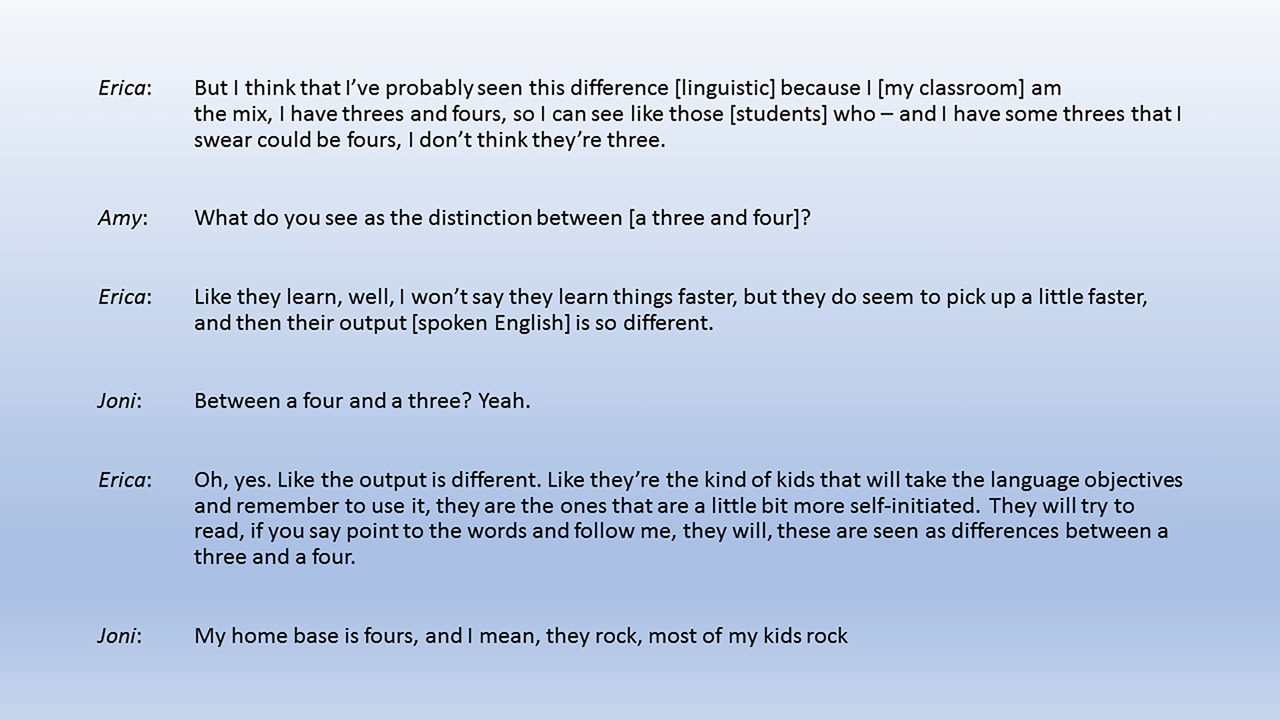 Erica: But I think that I’ve probably seen this difference [linguistic] because I [my classroom] am
the mix, I have threes and fours, so I can see like those [students] who – and I have some threes that I
swear could be fours, I don’t think they’re three.
Amy: What do you see as the distinction between [a three and four]?
Erica: Like they learn, well, I won’t say they learn things faster, but they do seem to pick up a little faster,
and then their output [spoken English] is so different.
Joni: Between a four and a three? Yeah.
Erica: Oh, yes. Like the output is different. Like they’re the kind of kids that will take the language objectives
and remember to use it, they are the ones that are a little bit more self-initiated. They will try to
read, if you say point to the words and follow me, they will, these are seen as differences between a
three and a four.
Joni: My home base is fours, and I mean, they rock, most of my kids rock